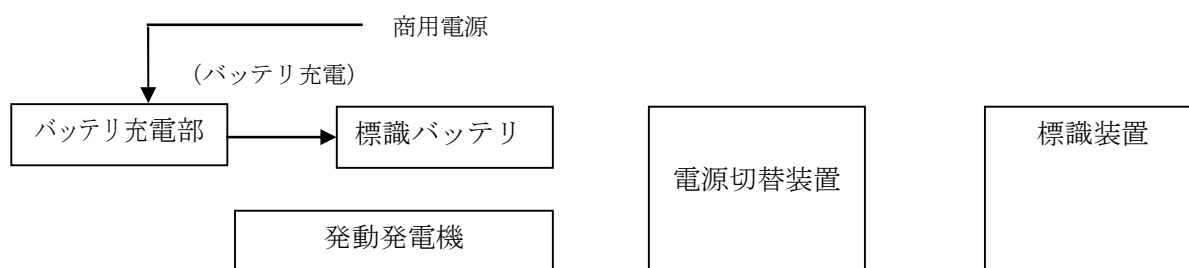 商用電源
（バッテリ充電）
バッテリ充電部
標識バッテリ
電源切替装置
標識装置
発動発電機